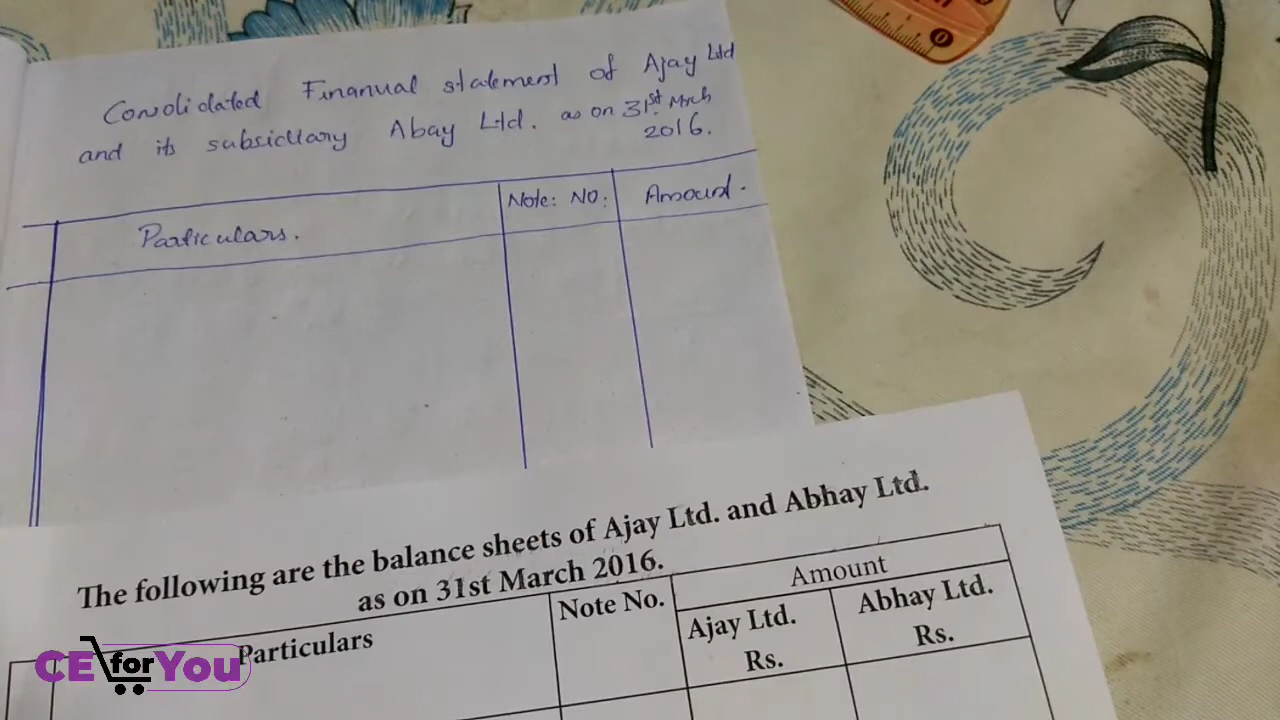 Consolidated Finanual statement of Ajay Ltd
and its subsidiary Abay Ltd. as on 31st Mrch
2016.
Particulars.
Note: No:
Amount.
The following are the balance sheets of Ajay Ltd. and Abhay Ltd.
as on 31st March 2016.
Particulars
Note No.
Amount
Ajay Ltd.
Rs.
Abhay Ltd.
Rs.
CE for You